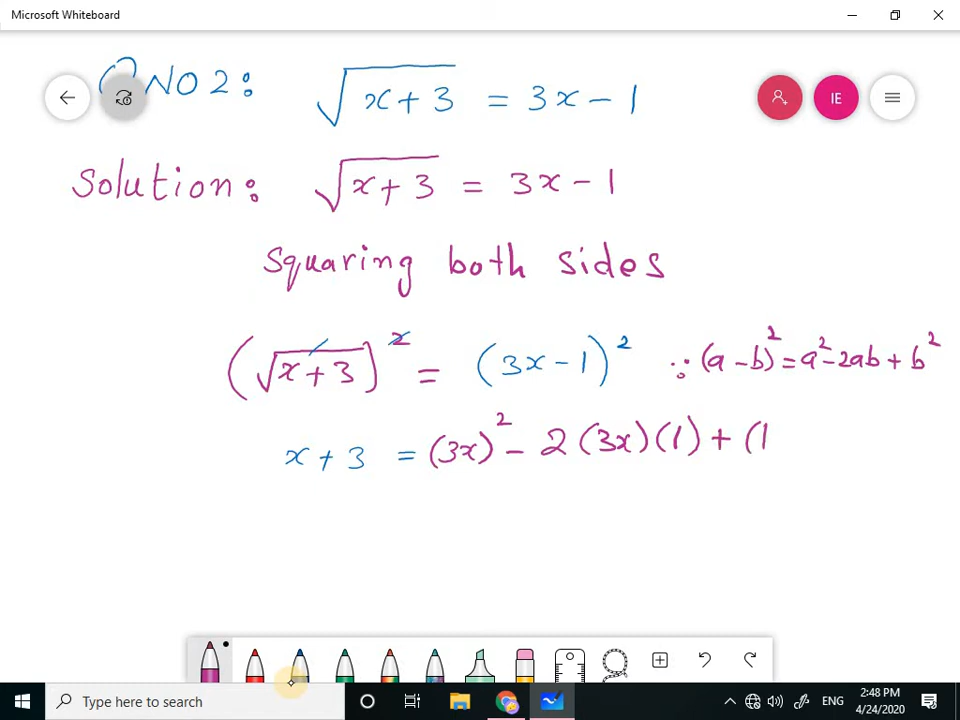 Microsoft Whiteboard
QNO2: √(x+3) = 3x-1
IE
Solution: √(x+3) = 3x-1
Squaring both sides
(√(x+3))² = (3x-1)² ∵ (a-b)² = a²-2ab+b²
x+3 = (3x)² - 2(3x)(1) + (1
Type here to search
ENG
2:48 PM
4/24/2020